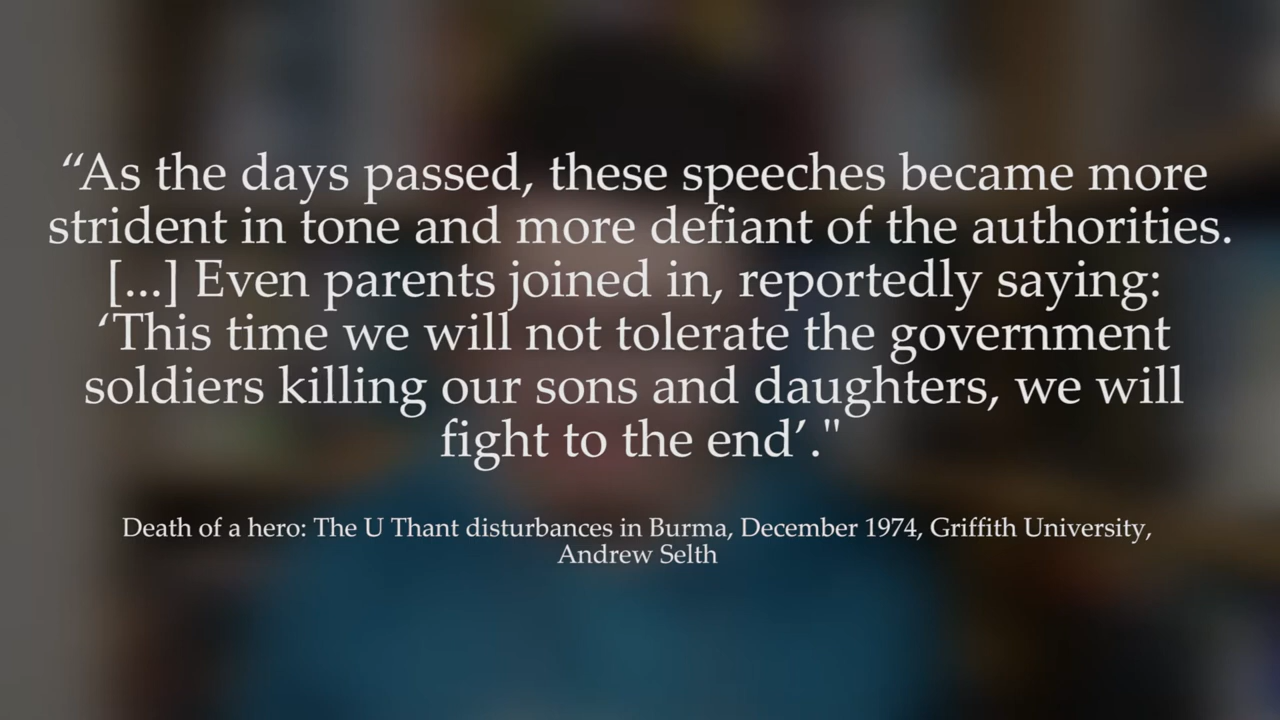 “As the days passed, these speeches became more
strident in tone and more defiant of the authorities.
[...] Even parents joined in, reportedly saying:
‘This time we will not tolerate the government
soldiers killing our sons and daughters, we will
fight to the end’."
Death of a hero: The U Thant disturbances in Burma, December 1974, Griffith University,
Andrew Selth